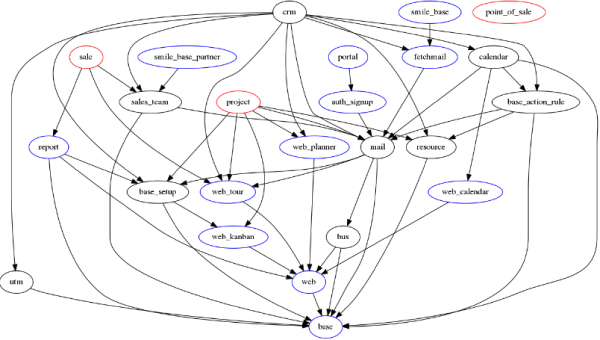 crm
smile_base
point_of_sale
sale
smile_base_partner
portal
fetchmail
calendar
sales_team
project
auth_signup
base_action_rule
report
web_planner
mail
resource
base_setup
web_tour
web_calendar
web_kanban
bus
utm
web
base